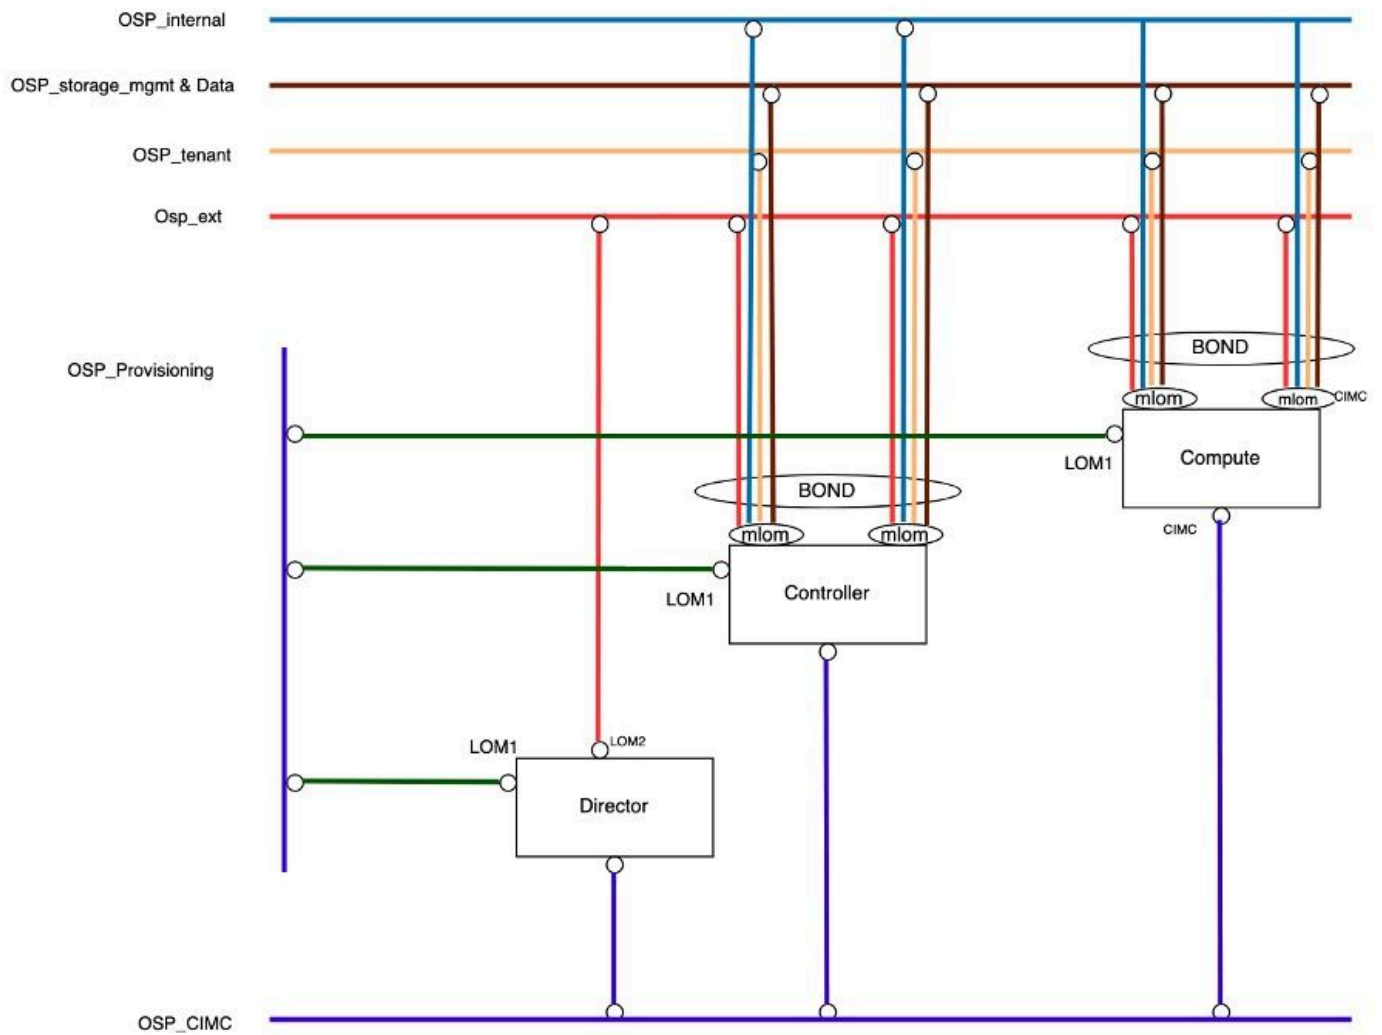 OSP_internal
OSP_storage_mgmt & Data
OSP_tenant
Osp_ext
OSP_Provisioning
BOND
mlom
mlom
CIMC
Compute
LOM1
CIMC
BOND
mlom
mlom
Controller
LOM1
LOM1
LOM2
Director
OSP_CIMC